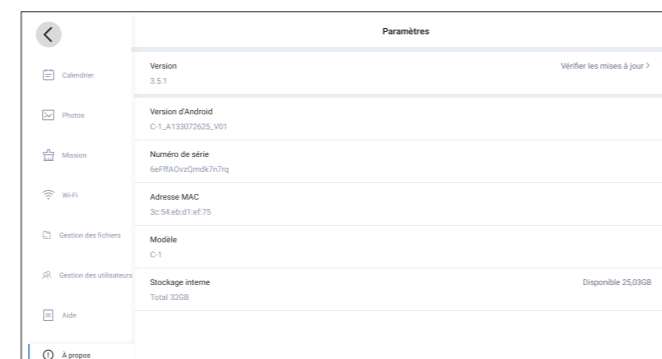 Paramètres
Calendrier
Photos
Mission
Wi-Fi
Gestion des fichiers
Gestion des utilisateurs
Aide
À propos
Version
Vérifier les mises à jour >
3.5.1
Version d'Android
C-1_A133072625_V01
Numéro de série
6eFffAOvzQmdk7n7rq
Adresse MAC
3c:54:eb:d1:ef:75
Modèle
C-1
Stockage interne
Disponible 25,03GB
Total 32GB